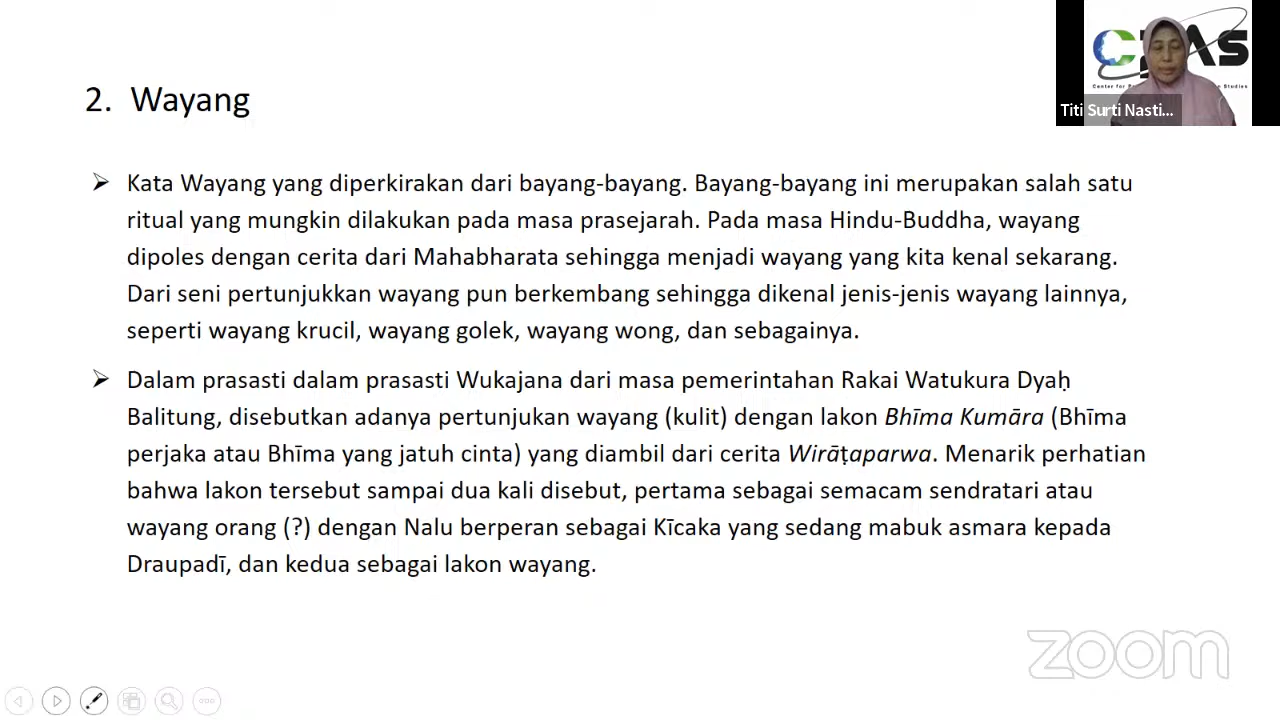 2. Wayang
➢ Kata Wayang yang diperkirakan dari bayang-bayang. Bayang-bayang ini merupakan salah satu
ritual yang mungkin dilakukan pada masa prasejarah. Pada masa Hindu-Buddha, wayang
dipoles dengan cerita dari Mahabharata sehingga menjadi wayang yang kita kenal sekarang.
Dari seni pertunjukkan wayang pun berkembang sehingga dikenal jenis-jenis wayang lainnya,
seperti wayang krucil, wayang golek, wayang wong, dan sebagainya.
➢ Dalam prasasti dalam prasasti Wukajana dari masa pemerintahan Rakai Watukura Dyaḥ
Balitung, disebutkan adanya pertunjukan wayang (kulit) dengan lakon Bhīma Kumāra (Bhīma
perjaka atau Bhīma yang jatuh cinta) yang diambil dari cerita Wirāṭaparwa. Menarik perhatian
bahwa lakon tersebut sampai dua kali disebut, pertama sebagai semacam sendratari atau
wayang orang (?) dengan Nalu berperan sebagai Kīcaka yang sedang mabuk asmara kepada
Draupadī, dan kedua sebagai lakon wayang.
Center for
Studies
Titi Surti Nasti...
zoom